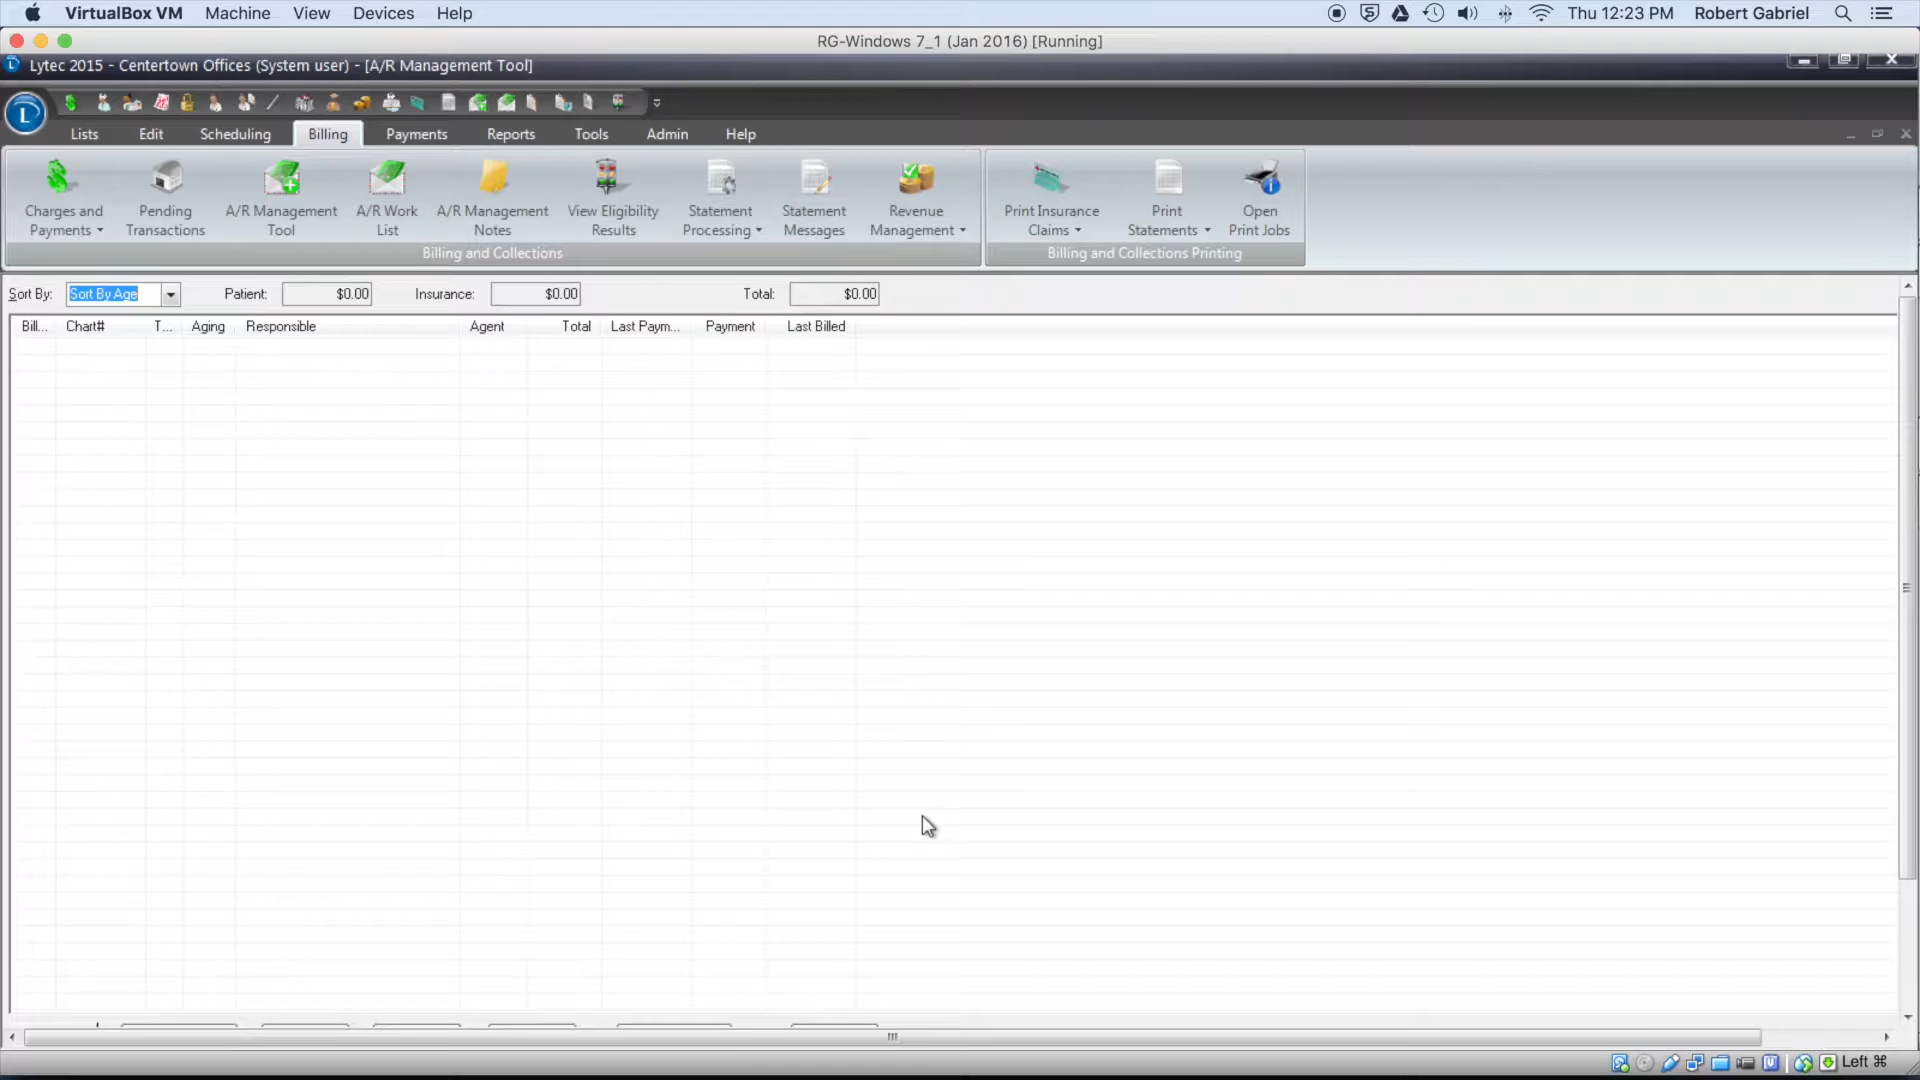 VirtualBox VM Machine View Devices Help Thu 12:23 PM Robert Gabriel
RG-Windows 7_1 (Jan 2016) [Running]
Lytec 2015 - Centertown Offices (System user) - [A/R Management Tool]
Lists Edit Scheduling Billing Payments Reports Tools Admin Help
Charges and Pending A/R Management A/R Work A/R Management View Eligibility Statement Statement Revenue Print Insurance Print Open
Payments Transactions Tool List Notes Results Processing Messages Management Claims Statements Print Jobs
Billing and Collections Billing and Collections Printing
Sort By: Sort By Age Patient: $0.00 Insurance: $0.00 Total: $0.00
Bill... Chart# T... Aging Responsible Agent Total Last Paym... Payment Last Billed
Left ⌘